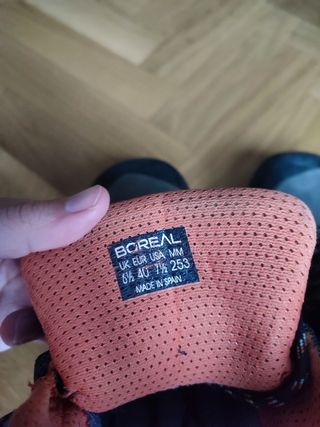 BOREAL
UK EUR USA MM
6½ 40 7½ 253
MADE IN SPAIN